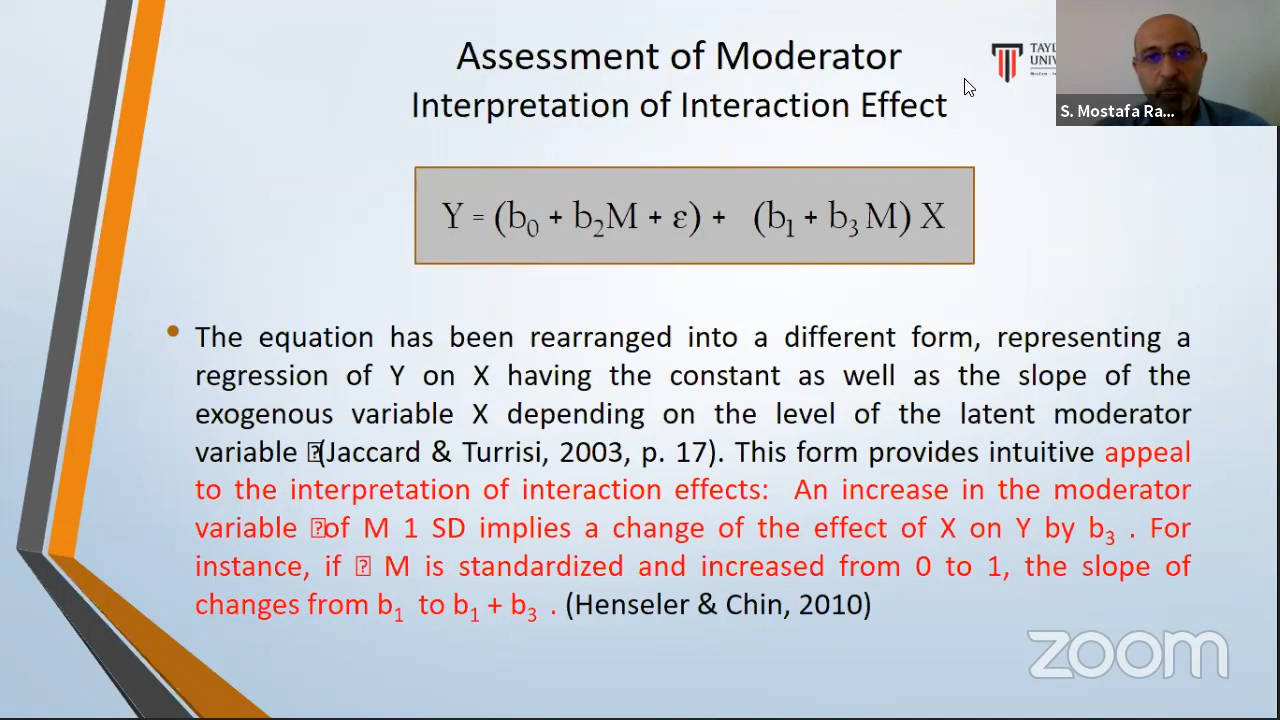 Assessment of Moderator
Interpretation of Interaction Effect
TAYL
UNIV
S. Mostafa Ra...
Y = (b₀ + b₂M + ε) + (b₁ + b₃ M) X
• The equation has been rearranged into a different form, representing a
regression of Y on X having the constant as well as the slope of the
exogenous variable X depending on the level of the latent moderator
variable (Jaccard & Turrisi, 2003, p. 17). This form provides intuitive appeal
to the interpretation of interaction effects: An increase in the moderator
variable of M 1 SD implies a change of the effect of X on Y by b₃ . For
instance, if M is standardized and increased from 0 to 1, the slope of
changes from b₁ to b₁ + b₃ . (Henseler & Chin, 2010)
zoom